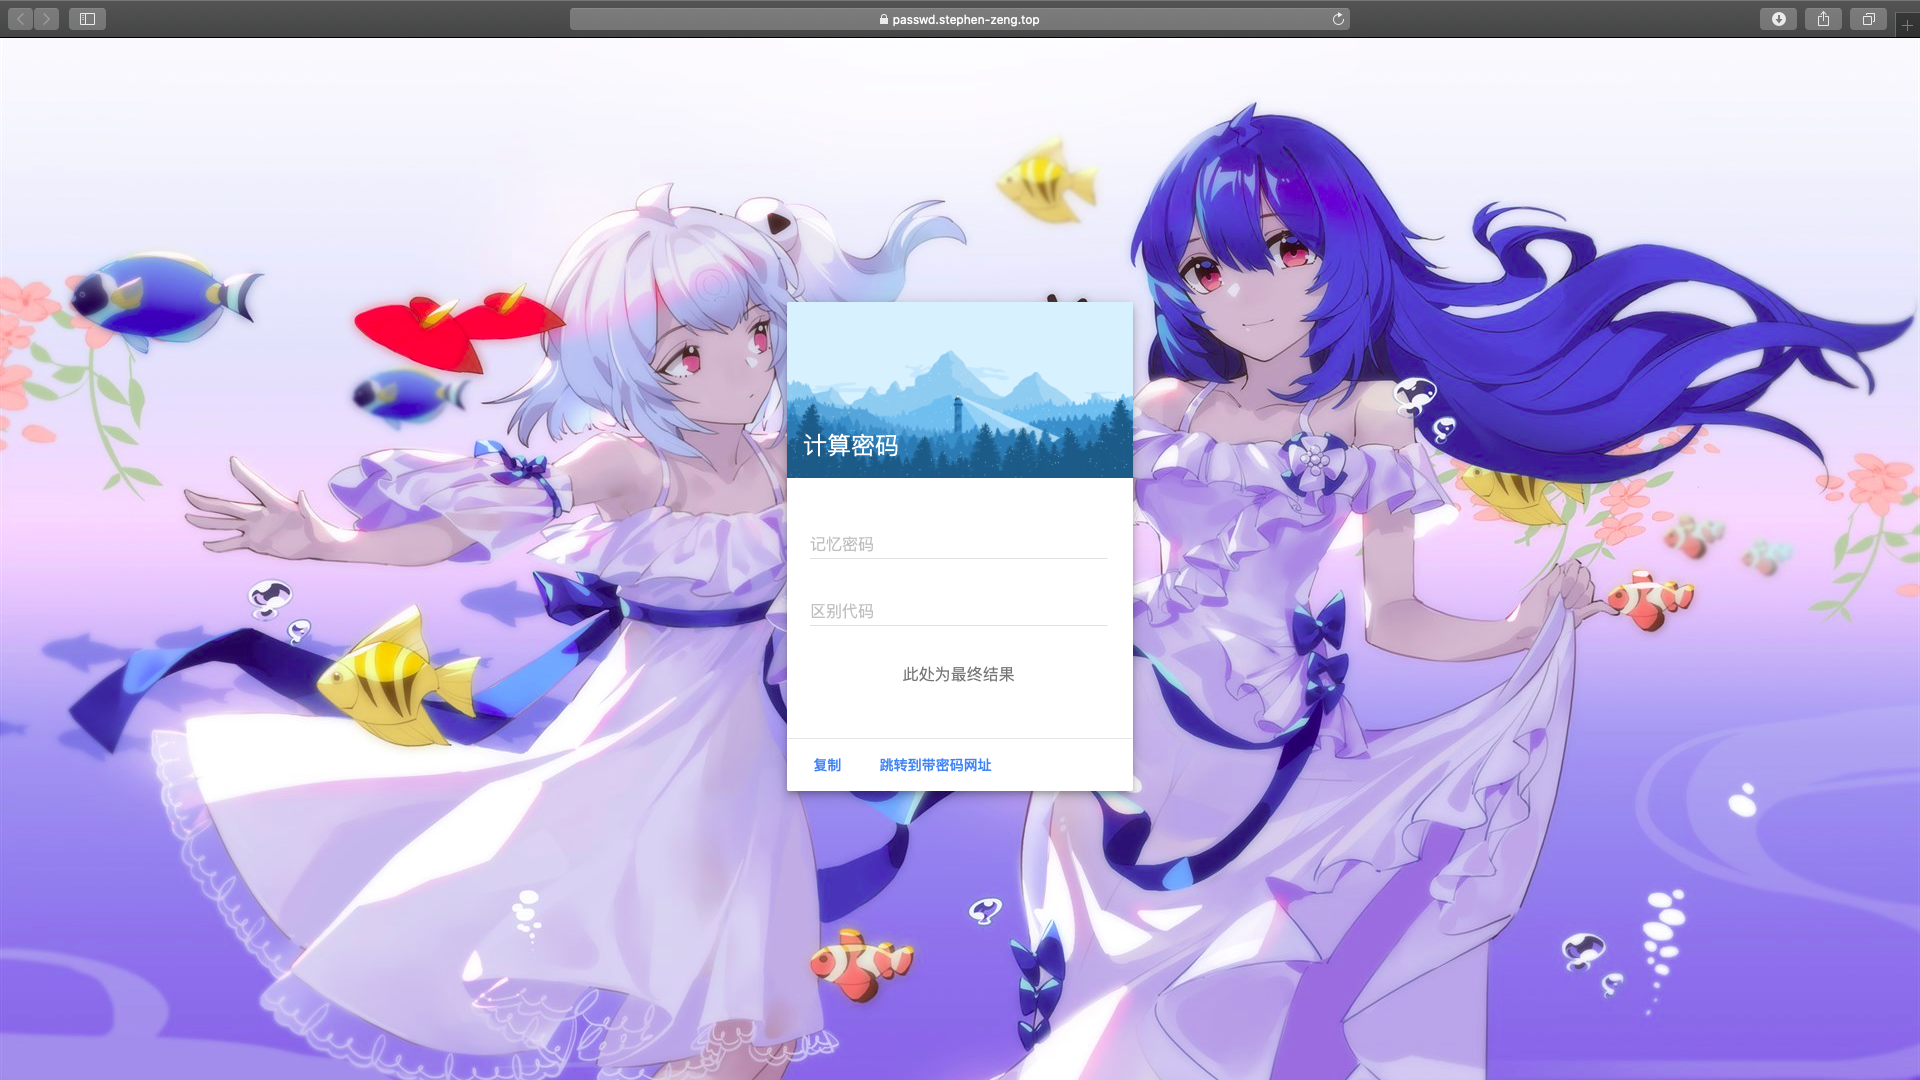 passwd.stephen-zeng.top
计算密码
记忆密码
区别代码
此处为最终结果
复制
跳转到带密码网址